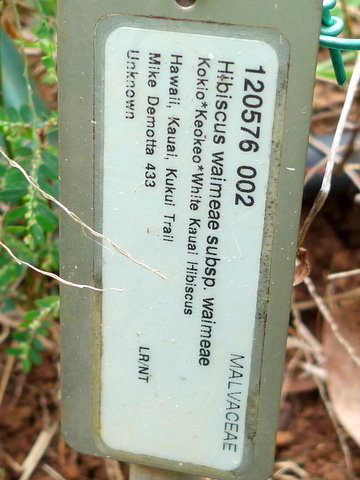 120576 002
MALVACEAE
Hibiscus waimeae subsp. waimeae
Kokio*Keokeo*White Kauai Hibiscus
Hawaii, Kauai, Kukui Trail
Mike Demotta 433
LR/NT
Unknown